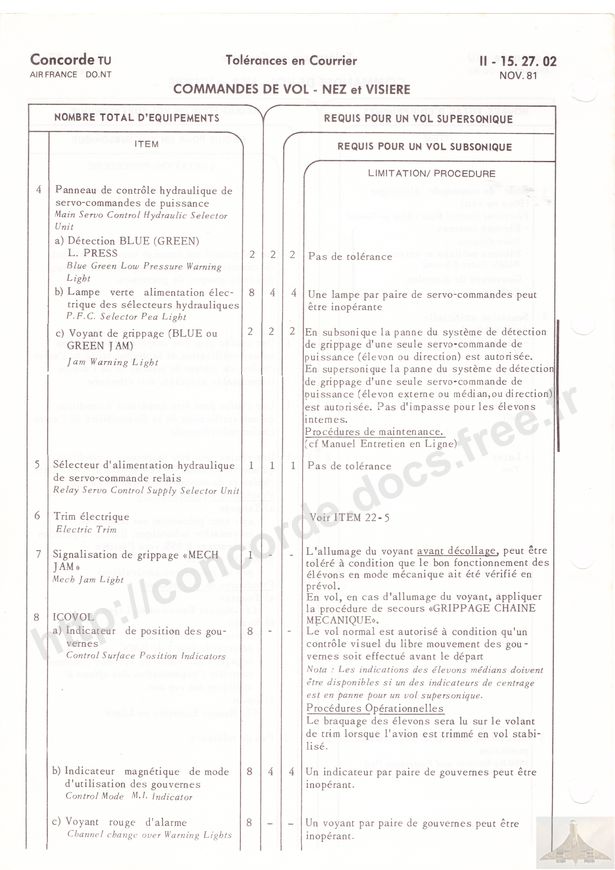 Concorde TU
AIR FRANCE DO.NT
Tolérances en Courrier
II - 15. 27. 02
NOV. 81
COMMANDES DE VOL - NEZ et VISIERE
NOMBRE TOTAL D'EQUIPEMENTS
REQUIS POUR UN VOL SUPERSONIQUE
ITEM
REQUIS POUR UN VOL SUBSONIQUE
LIMITATION/ PROCEDURE
4 Panneau de contrôle hydraulique de
servo-commandes de puissance
Main Servo Control Hydraulic Selector
Unit
a) Détection BLUE (GREEN)
L. PRESS 2 2 2 Pas de tolérance
Blue Green Low Pressure Warning
Light
b) Lampe verte alimentation élec- 8 4 4 Une lampe par paire de servo-commandes peut
trique des sélecteurs hydrauliques être inopérante
P.F.C. Selector Pea Light
c) Voyant de grippage (BLUE ou 2 2 2 En subsonique la panne du système de détection
GREEN JAM) de grippage d'une seule servo-commande de
Jam Warning Light puissance (élevon ou direction) est autorisée.
En supersonique la panne du système de détection
de grippage d'une seule servo-commande de
puissance (élevon externe ou médian,ou direction)
est autorisée. Pas d'impasse pour les élevons
internes.
Procédures de maintenance.
(cf Manuel Entretien en Ligne)
5 Sélecteur d'alimentation hydraulique 1 1 1 Pas de tolérance
de servo-commande relais
Relay Servo Control Supply Selector Unit
6 Trim électrique Voir ITEM 22-5
Electric Trim
7 Signalisation de grippage «MECH 1 - - L'allumage du voyant avant décollage, peut être
JAM» toléré à condition que le bon fonctionnement des
Mech Jam Light élévons en mode mécanique ait été vérifié en
prévol.
En vol, en cas d'allumage du voyant, appliquer
la procédure de secours «GRIPPAGE CHAINE
MECANIQUE».
8 ICOVOL
a) Indicateur de position des gou- 8 - - Le vol normal est autorisé à condition qu'un
vernes contrôle visuel du libre mouvement des gou-
Control Surface Position Indicators vernes soit effectué avant le départ
Nota : Les indications des élevons médians doivent
être disponibles si un des indicateurs de centrage
est en panne pour un vol supersonique.
Procédures Opérationnelles
Le braquage des élevons sera lu sur le volant
de trim lorsque l'avion est trimmé en vol stabi-
lisé.
b) Indicateur magnétique de mode 8 4 4 Un indicateur par paire de gouvernes peut être
d'utilisation des gouvernes inopérant.
Control Mode M.I. Indicator
c) Voyant rouge d'alarme 8 - - Un voyant par paire de gouvernes peut être
Channel change over Warning Lights inopérant.
http://concorde.docs.free.fr